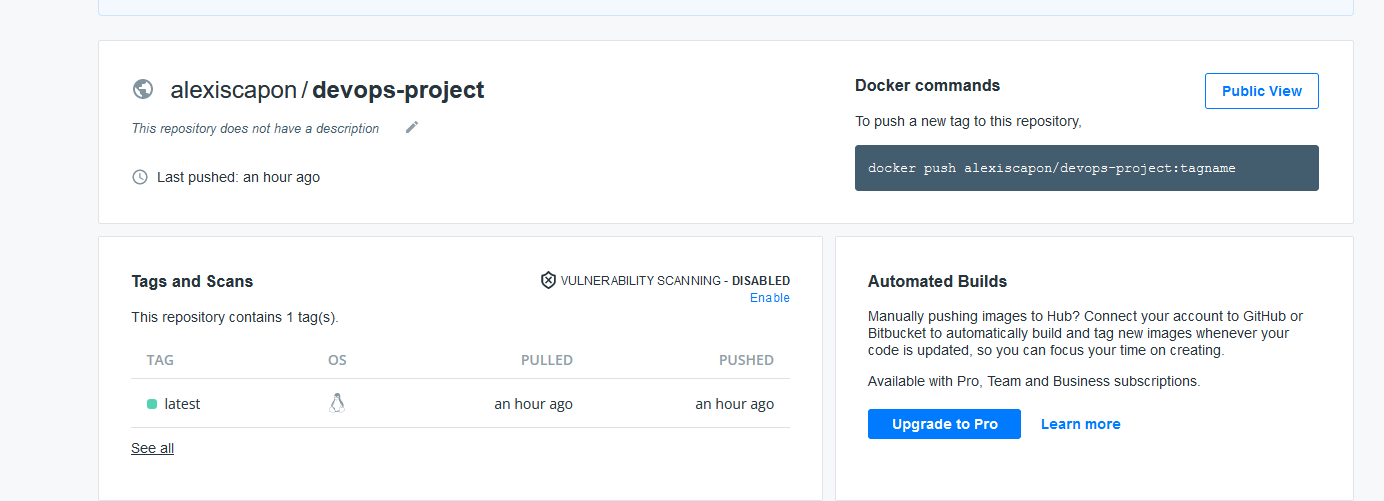 alexiscapon / devops-project
This repository does not have a description
Last pushed: an hour ago
Docker commands
Public View
To push a new tag to this repository,
docker push alexiscapon/devops-project:tagname
Tags and Scans
VULNERABILITY SCANNING - DISABLED
Enable
This repository contains 1 tag(s).
TAG OS PULLED PUSHED
latest an hour ago an hour ago
See all
Automated Builds
Manually pushing images to Hub? Connect your account to GitHub or
Bitbucket to automatically build and tag new images whenever your
code is updated, so you can focus your time on creating.
Available with Pro, Team and Business subscriptions.
Upgrade to Pro Learn more